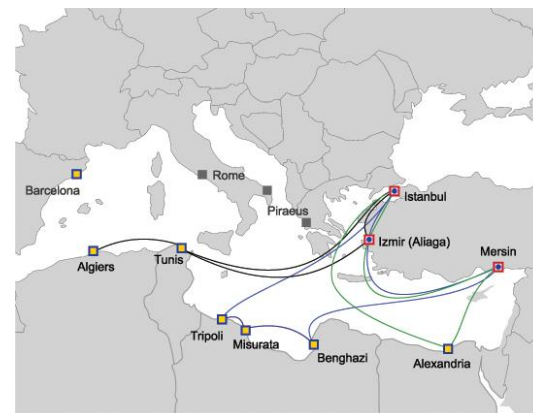 Rome
Barcelona
Istanbul
Piraeus
Izmir (Aliaga)
Mersin
Algiers
Tunis
Tripoli
Misurata
Benghazi
Alexandria